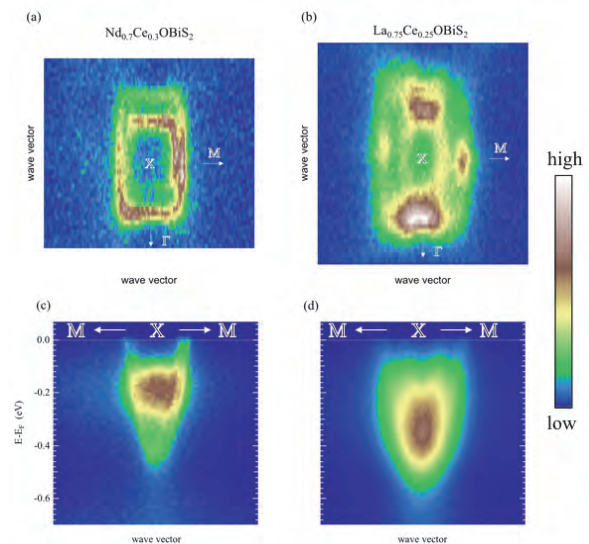 (a)
Nd0.7Ce0.3OBiS2
(b)
La0.75Ce0.25OBiS2
wave vector
X
M
Γ
wave vector
wave vector
X
M
Γ
wave vector
high
low
(c)
M ← X → M
(d)
M ← X → M
E-EF (eV)
0.0
-0.2
-0.4
-0.6
wave vector
wave vector